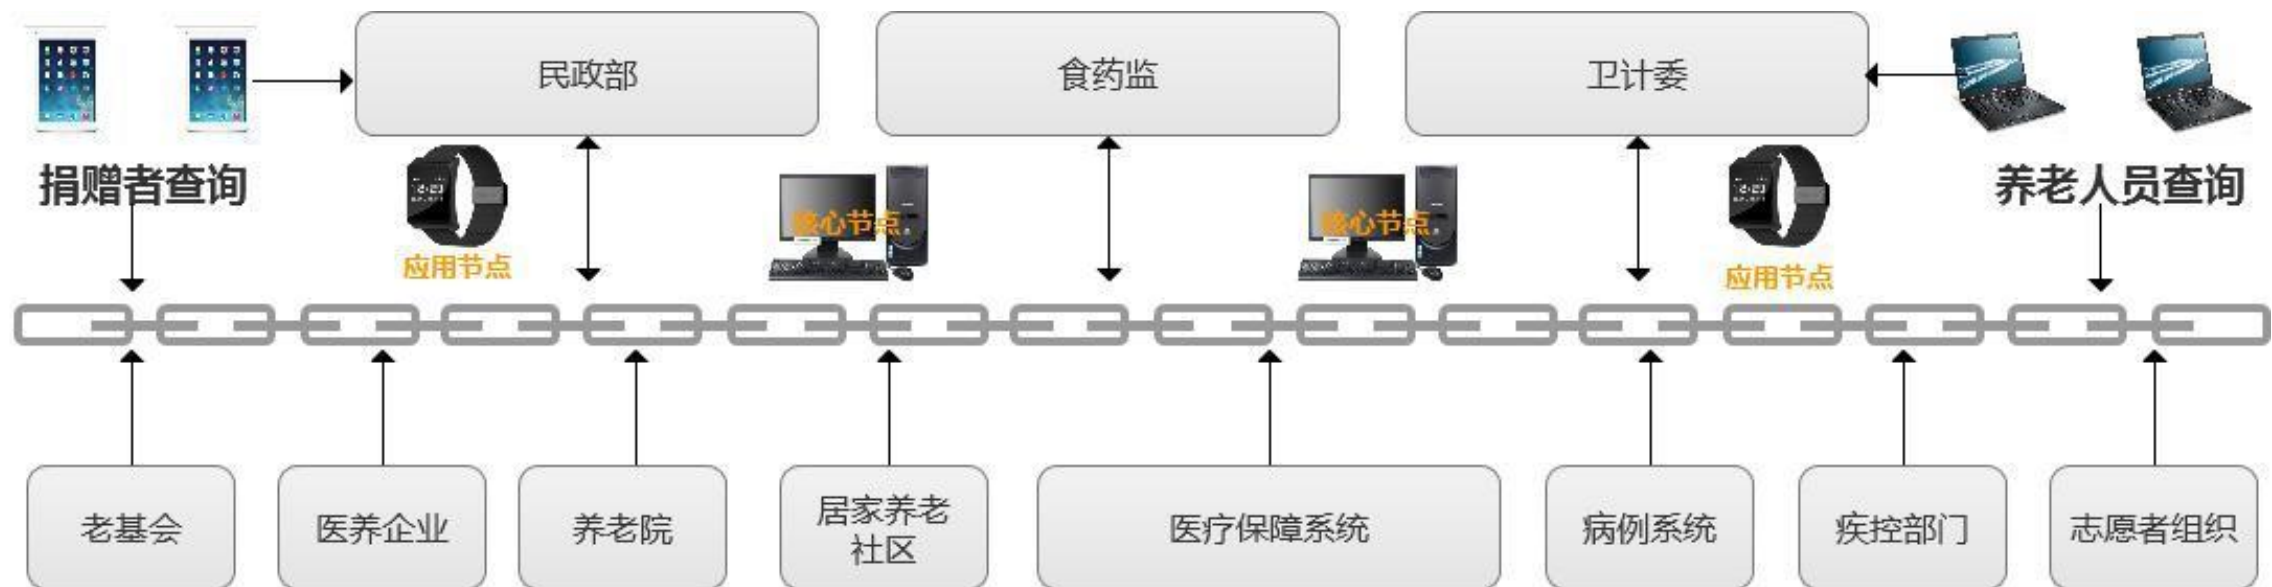 民政部
食药监
卫计委
捐赠者查询
养老人员查询
核心节点
核心节点
应用节点
应用节点
老基会
医养企业
养老院
居家养老
社区
医疗保障系统
病例系统
疾控部门
志愿者组织